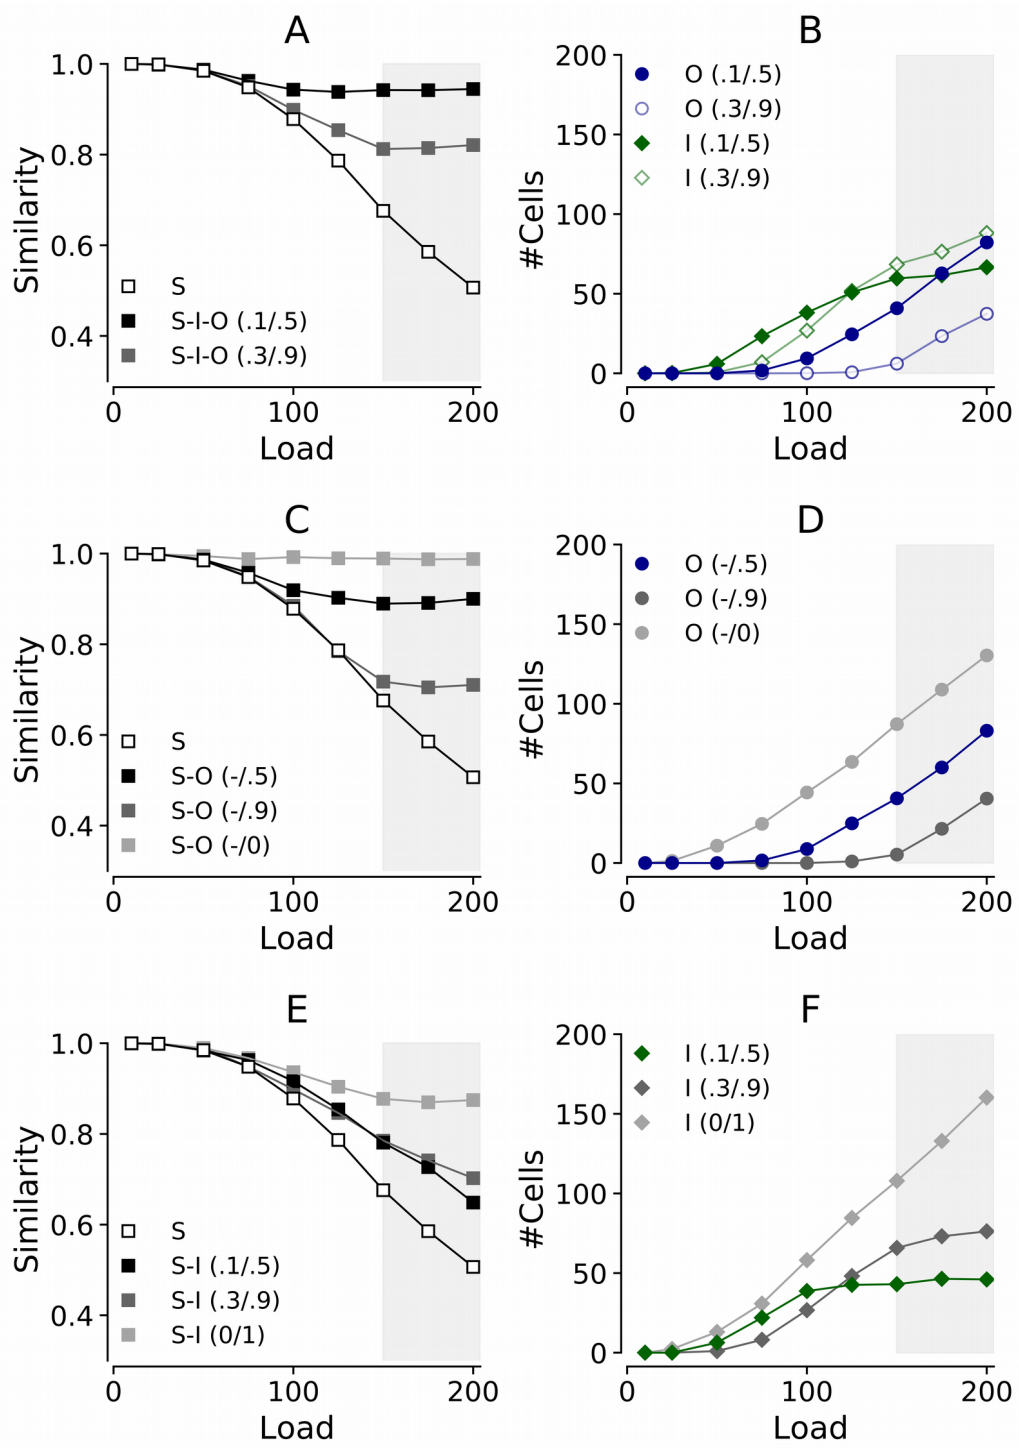 A
1.0
0.8
0.6
0.4
Similarity
S
S-I-O (.1/.5)
S-I-O (.3/.9)
0 100 200
Load
B
200
150
100
50
0
#Cells
O (.1/.5)
O (.3/.9)
I (.1/.5)
I (.3/.9)
0 100 200
Load
C
1.0
0.8
0.6
0.4
Similarity
S
S-O (-/.5)
S-O (-/.9)
S-O (-/0)
0 100 200
Load
D
200
150
100
50
0
#Cells
O (-/.5)
O (-/.9)
O (-/0)
0 100 200
Load
E
1.0
0.8
0.6
0.4
Similarity
S
S-I (.1/.5)
S-I (.3/.9)
S-I (0/1)
0 100 200
Load
F
200
150
100
50
0
#Cells
I (.1/.5)
I (.3/.9)
I (0/1)
0 100 200
Load